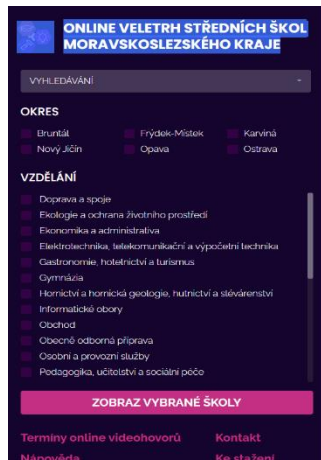 ONLINE VELETRH STŘEDNÍCH ŠKOL
MORAVSKOSLEZSKÉHO KRAJE
VYHLEDÁVÁNÍ
OKRES
Bruntál Frýdek-Místek Karviná
Nový Jičín Opava Ostrava
VZDĚLÁNÍ
Doprava a spoje
Ekologie a ochrana životního prostředí
Ekonomika a administrativa
Elektrotechnika, telekomunikační a výpočetní technika
Gastronomie, hotelnictví a turismus
Gymnázia
Hornictví a hornická geologie, hutnictví a slévárenství
Informatické obory
Obchod
Obecně odborná příprava
Osobní a provozní služby
Pedagogika, učitelství a sociální péče
ZOBRAZ VYBRANÉ ŠKOLY
Termíny online videohovorů Kontakt
Nápověda Ke stažení